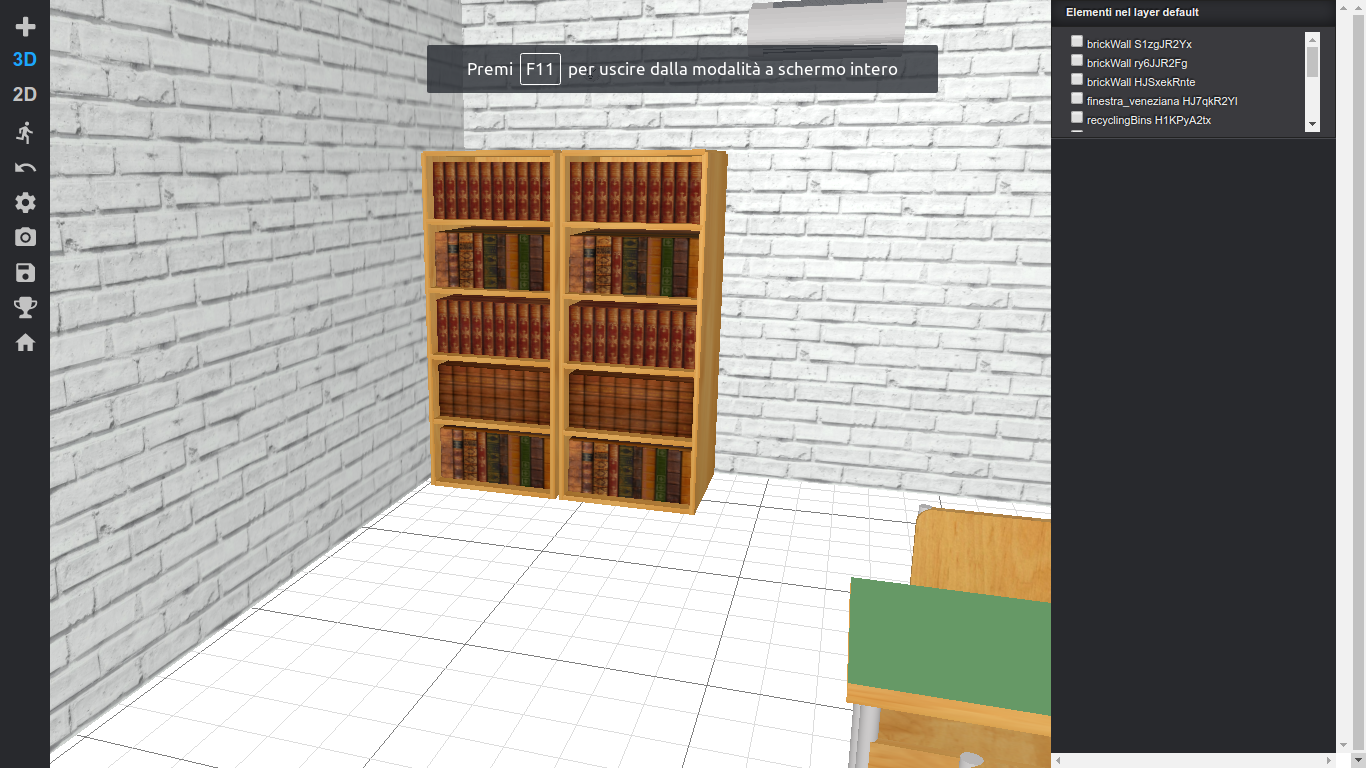 3D
2D
Premi F11 per uscire dalla modalità a schermo intero
Elementi nel layer default
brickWall S1zgJR2Yx
brickWall ry6JJR2Fg
brickWall HJSxekRnte
finestra_veneziana HJ7qkR2Yl
recyclingBins H1KPyA2tx